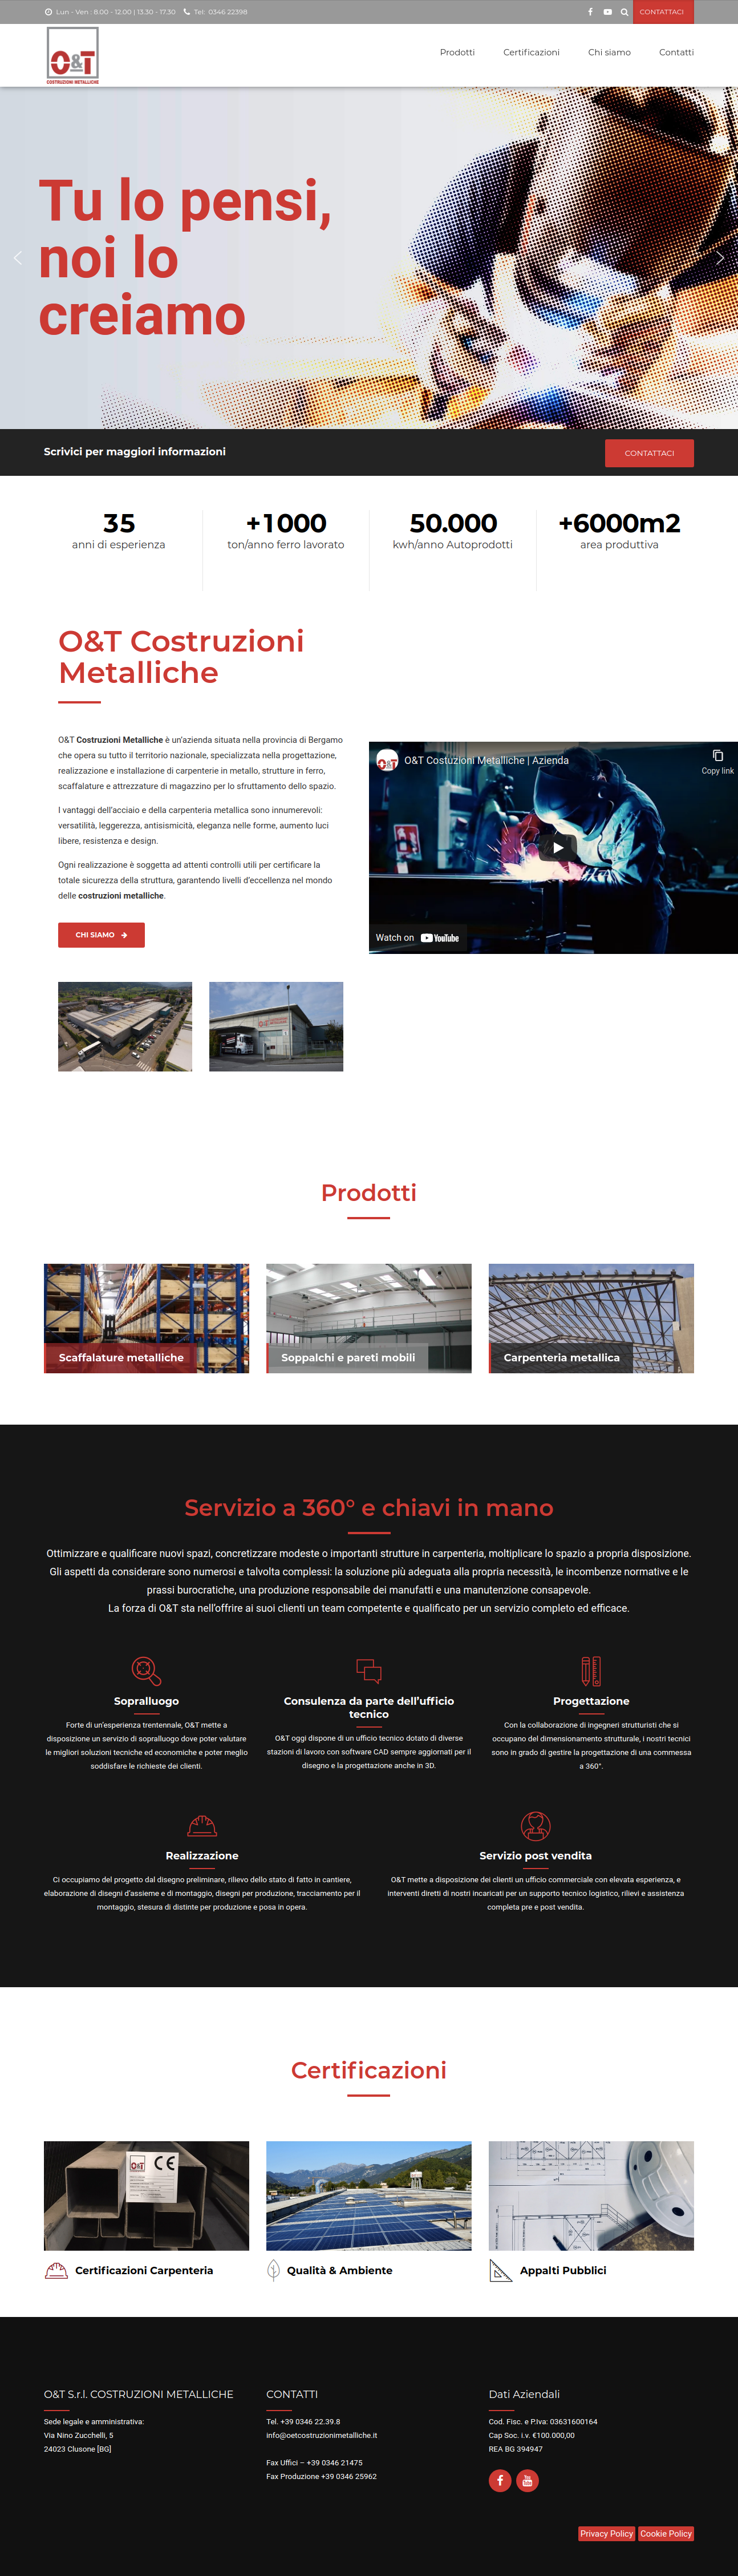 Lun - Ven : 8.00 - 12.00 | 13.30 - 17.30 Tel: 0346 22398 CONTATTACI
O&T
COSTRUZIONI METALLICHE
Prodotti Certificazioni Chi siamo Contatti
Tu lo pensi,
noi lo
creiamo
Scrivici per maggiori informazioni
CONTATTACI
35
anni di esperienza
+1000
ton/anno ferro lavorato
50.000
kwh/anno Autoprodotti
+6000m2
area produttiva
O&T Costruzioni
Metalliche
O&T Costruzioni Metalliche è un'azienda situata nella provincia di Bergamo
che opera su tutto il territorio nazionale, specializzata nella progettazione,
realizzazione e installazione di carpenterie in metallo, strutture in ferro,
scaffalature e attrezzature di magazzino per lo sfruttamento dello spazio.
I vantaggi dell'acciaio e della carpenteria metallica sono innumerevoli:
versatilità, leggerezza, antisismicità, eleganza nelle forme, aumento luci
libere, resistenza e design.
Ogni realizzazione è soggetta ad attenti controlli utili per certificare la
totale sicurezza della struttura, garantendo livelli d'eccellenza nel mondo
delle costruzioni metalliche.
CHI SIAMO
O&T
O&T Costuzioni Metalliche | Azienda
Copy link
Watch on YouTube
Prodotti
Scaffalature metalliche
Soppalchi e pareti mobili
Carpenteria metallica
Servizio a 360° e chiavi in mano
Ottimizzare e qualificare nuovi spazi, concretizzare modeste o importanti strutture in carpenteria, moltiplicare lo spazio a propria disposizione.
Gli aspetti da considerare sono numerosi e talvolta complessi: la soluzione più adeguata alla propria necessità, le incombenze normative e le
prassi burocratiche, una produzione responsabile dei manufatti e una manutenzione consapevole.
La forza di O&T sta nell'offrire ai suoi clienti un team competente e qualificato per un servizio completo ed efficace.
Sopralluogo
Forte di un'esperienza trentennale, O&T mette a
disposizione un servizio di sopralluogo dove poter valutare
le migliori soluzioni tecniche ed economiche e poter meglio
soddisfare le richieste dei clienti.
Consulenza da parte dell'ufficio
tecnico
O&T oggi dispone di un ufficio tecnico dotato di diverse
stazioni di lavoro con software CAD sempre aggiornati per il
disegno e la progettazione anche in 3D.
Progettazione
Con la collaborazione di ingegneri strutturisti che si
occupano del dimensionamento strutturale, i nostri tecnici
sono in grado di gestire la progettazione di una commessa
a 360°.
Realizzazione
Ci occupiamo del progetto dal disegno preliminare, rilievo dello stato di fatto in cantiere,
elaborazione di disegni d'assieme e di montaggio, disegni per produzione, tracciamento per il
montaggio, stesura di distinte per produzione e posa in opera.
Servizio post vendita
O&T mette a disposizione dei clienti un ufficio commerciale con elevata esperienza, e
interventi diretti di nostri incaricati per un supporto tecnico logistico, rilievi e assistenza
completa pre e post vendita.
Certificazioni
O&T CE
Certificazioni Carpenteria
Qualità & Ambiente
Appalti Pubblici
O&T S.r.l. COSTRUZIONI METALLICHE
Sede legale e amministrativa:
Via Nino Zucchelli, 5
24023 Clusone [BG]
CONTATTI
Tel. +39 0346 22.39.8
info@oetcostruzionimetalliche.it
Fax Uffici – +39 0346 21475
Fax Produzione +39 0346 25962
Dati Aziendali
Cod. Fisc. e P.Iva: 03631600164
Cap Soc. i.v. €100.000,00
REA BG 394947
Privacy Policy Cookie Policy